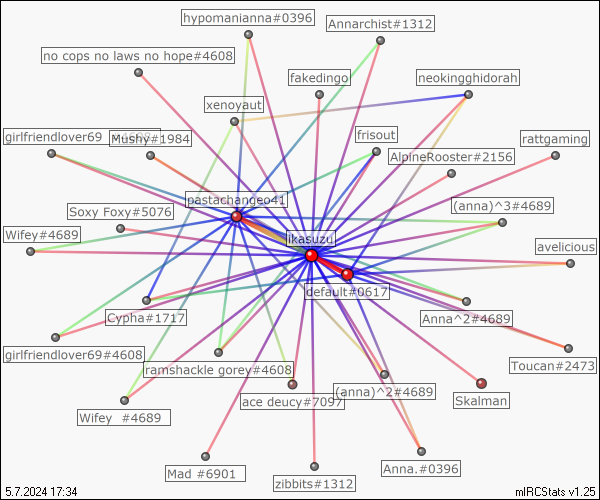 hypomanianna#0396
Annarchist#1312
no cops no laws no hope#4608
fakedingo
neokingghidorah
xenoyaut
frisout
girlfriendlover69
Mushy#1984
rattgaming
AlpineRooster#2156
pastachangeo41
(anna)^3#4689
Soxy Foxy#5076
Wifey#4689
ikasuzu
avelicious
default#0617
Cypha#1717
Anna^2#4689
girlfriendlover69#4608
ramshackle gorey#4608
Toucan#2473
(anna)^2#4689
ace deucy#7097
Skalman
Wifey #4689
Mad #6901
zibbits#1312
Anna.#0396
5.7.2024 17:34
mIRCStats v1.25